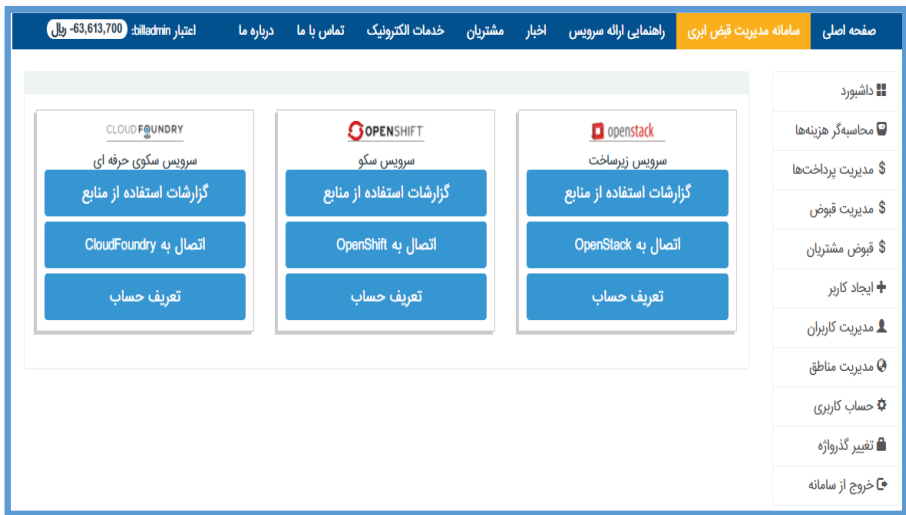 صفحه اصلی
سامانه مدیریت قبض ابری
راهنمایی ارائه سرویس
اخبار
مشتریان
خدمات الکترونیک
تماس با ما
درباره ما
اعتبار billadmin: -63,613,700 ریال
داشبورد
محاسبه‌گر هزینه‌ها
مدیریت پرداخت‌ها
مدیریت قبوض
قبوض مشتریان
ایجاد کاربر
مدیریت کاربران
مدیریت مناطق
حساب کاربری
تغییر گذرواژه
خروج از سامانه
openstack
سرویس زیرساخت
گزارشات استفاده از منابع
اتصال به OpenStack
تعریف حساب
OPENSHIFT
سرویس سکو
گزارشات استفاده از منابع
اتصال به OpenShift
تعریف حساب
CLOUD FOUNDRY
سرویس سکوی حرفه ای
گزارشات استفاده از منابع
اتصال به CloudFoundry
تعریف حساب